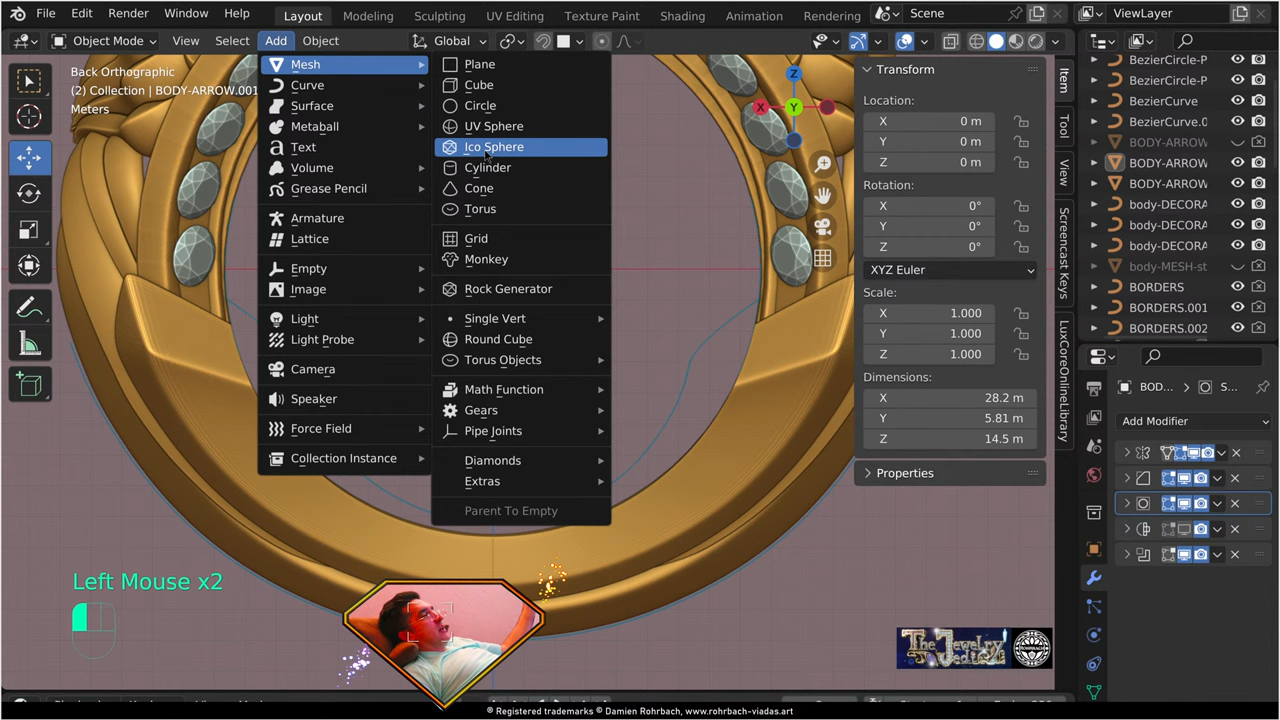 File Edit Render Window Help Layout Modeling Sculpting UV Editing Texture Paint Shading Animation Rendering Scene ViewLayer
Object Mode View Select Add Object Global
Back Orthographic
(2) Collection | BODY-ARROW.001
Meters
Mesh
Curve
Surface
Metaball
Text
Volume
Grease Pencil
Armature
Lattice
Empty
Image
Light
Light Probe
Camera
Speaker
Force Field
Collection Instance
Plane
Cube
Circle
UV Sphere
Ico Sphere
Cylinder
Cone
Torus
Grid
Monkey
Rock Generator
Single Vert
Round Cube
Torus Objects
Math Function
Gears
Pipe Joints
Diamonds
Extras
Parent To Empty
Z
X
Y
Transform
Location:
X 0 m
Y 0 m
Z 0 m
Rotation:
X 0°
Y 0°
Z 0°
XYZ Euler
Scale:
X 1.000
Y 1.000
Z 1.000
Dimensions:
X 28.2 m
Y 5.81 m
Z 14.5 m
Properties
Item
Tool
View
Screencast Keys
LuxCoreOnlineLibrary
BezierCircle-P
BezierCircle-P
BezierCurve
BezierCurve.0
BODY-ARROW
BODY-ARROW
BODY-ARROW
body-DECORA
body-DECORA
body-DECORA
body-MESH-st
BORDERS
BORDERS.001
BORDERS.002
BOD... S...
Add Modifier
Left Mouse x2
The Jewelry
Vedias
ROHRBACH
® Registered trademarks © Damien Rohrbach, www.rohrbach-viadas.art